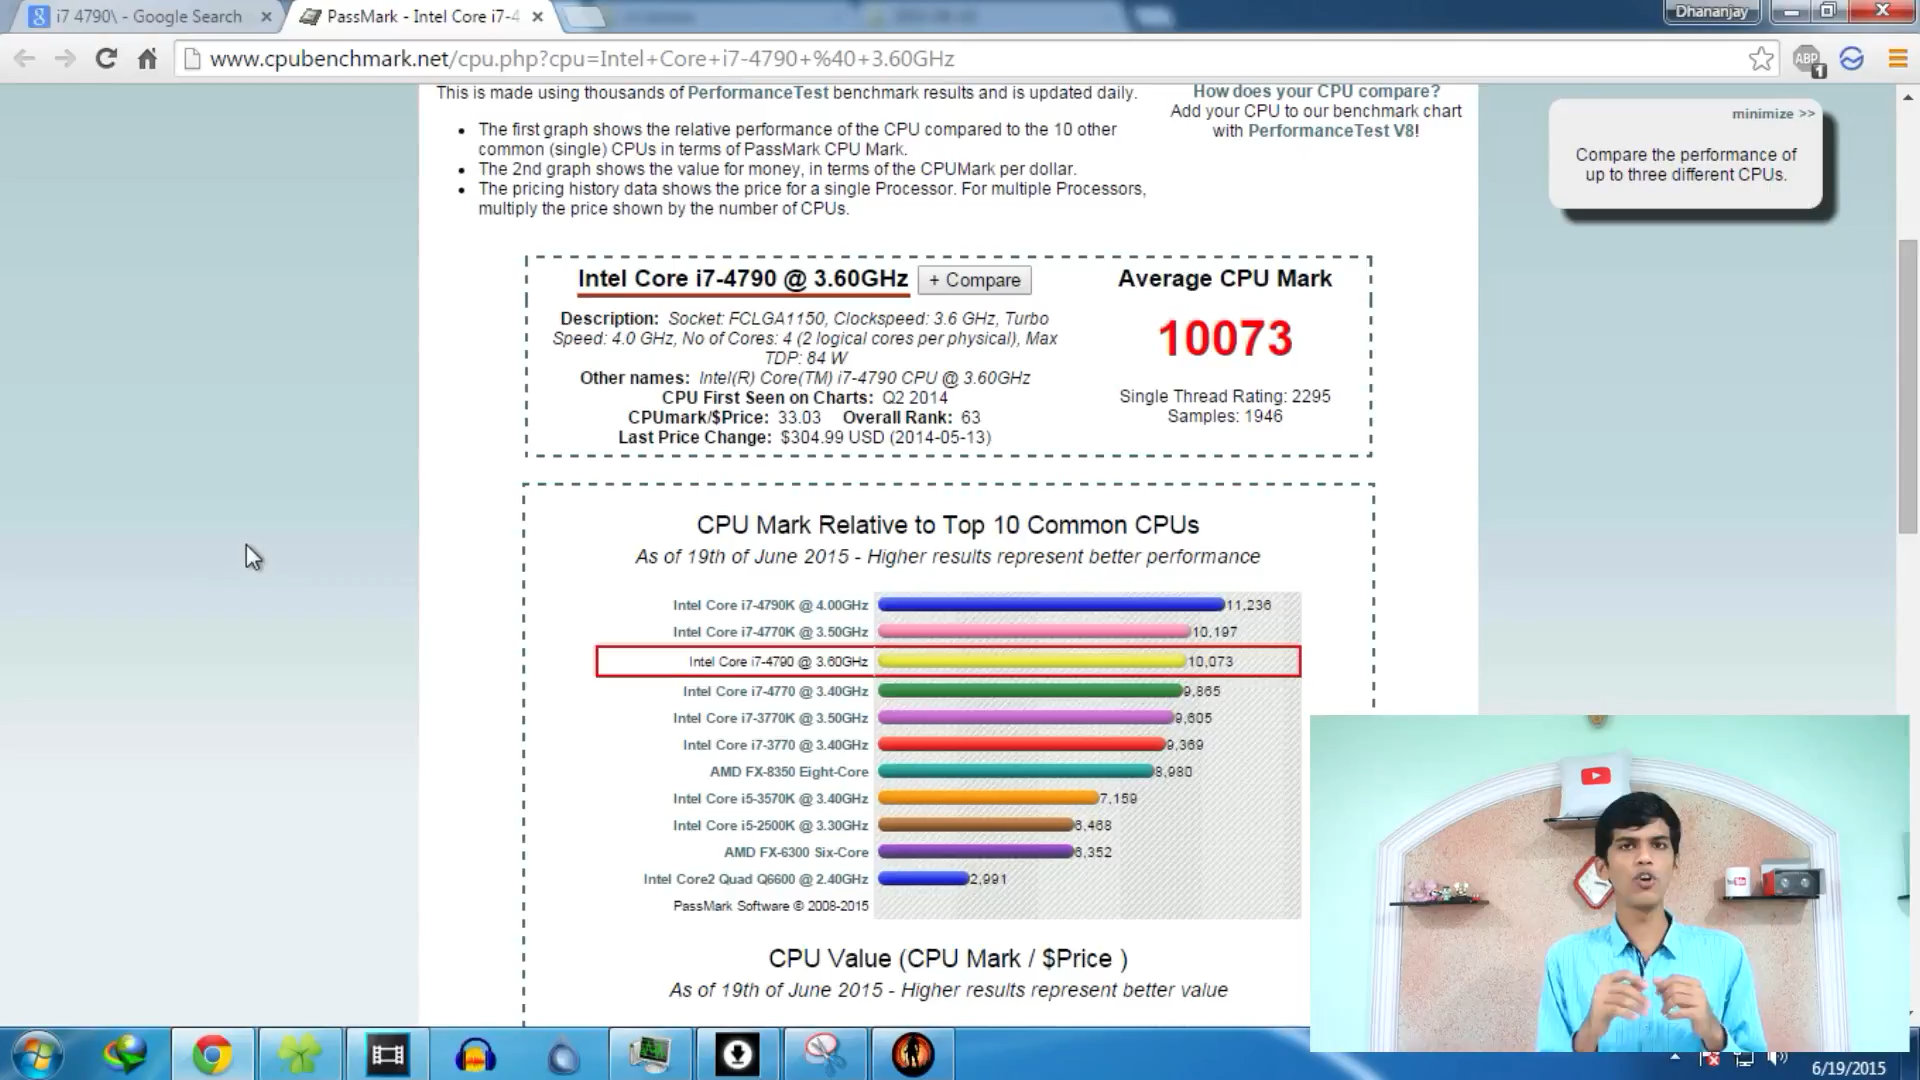 i7 4790\ - Google Search
PassMark - Intel Core i7-4
Dhananjay
www.cpubenchmark.net/cpu.php?cpu=Intel+Core+i7-4790+%40+3.60GHz
ABP
1
This is made using thousands of PerformanceTest benchmark results and is updated daily.
The first graph shows the relative performance of the CPU compared to the 10 other
common (single) CPUs in terms of PassMark CPU Mark.
The 2nd graph shows the value for money, in terms of the CPUMark per dollar.
The pricing history data shows the price for a single Processor. For multiple Processors,
multiply the price shown by the number of CPUs.
How does your CPU compare?
Add your CPU to our benchmark chart
with PerformanceTest V8!
minimize >>
Compare the performance of
up to three different CPUs.
Intel Core i7-4790 @ 3.60GHz
+ Compare
Description: Socket: FCLGA1150, Clockspeed: 3.6 GHz, Turbo
Speed: 4.0 GHz, No of Cores: 4 (2 logical cores per physical), Max
TDP: 84 W
Other names: Intel(R) Core(TM) i7-4790 CPU @ 3.60GHz
CPU First Seen on Charts: Q2 2014
CPUmark/$Price: 33.03 Overall Rank: 63
Last Price Change: $304.99 USD (2014-05-13)
Average CPU Mark
10073
Single Thread Rating: 2295
Samples: 1946
CPU Mark Relative to Top 10 Common CPUs
As of 19th of June 2015 - Higher results represent better performance
Intel Core i7-4790K @ 4.00GHz 11,236
Intel Core i7-4770K @ 3.50GHz 10,197
Intel Core i7-4790 @ 3.60GHz 10,073
Intel Core i7-4770 @ 3.40GHz 9,865
Intel Core i7-3770K @ 3.50GHz 9,605
Intel Core i7-3770 @ 3.40GHz 9,369
AMD FX-8350 Eight-Core 8,980
Intel Core i5-3570K @ 3.40GHz 7,159
Intel Core i5-2500K @ 3.30GHz 6,468
AMD FX-6300 Six-Core 6,352
Intel Core2 Quad Q6600 @ 2.40GHz 2,991
PassMark Software © 2008-2015
CPU Value (CPU Mark / $Price )
As of 19th of June 2015 - Higher results represent better value
6/19/2015